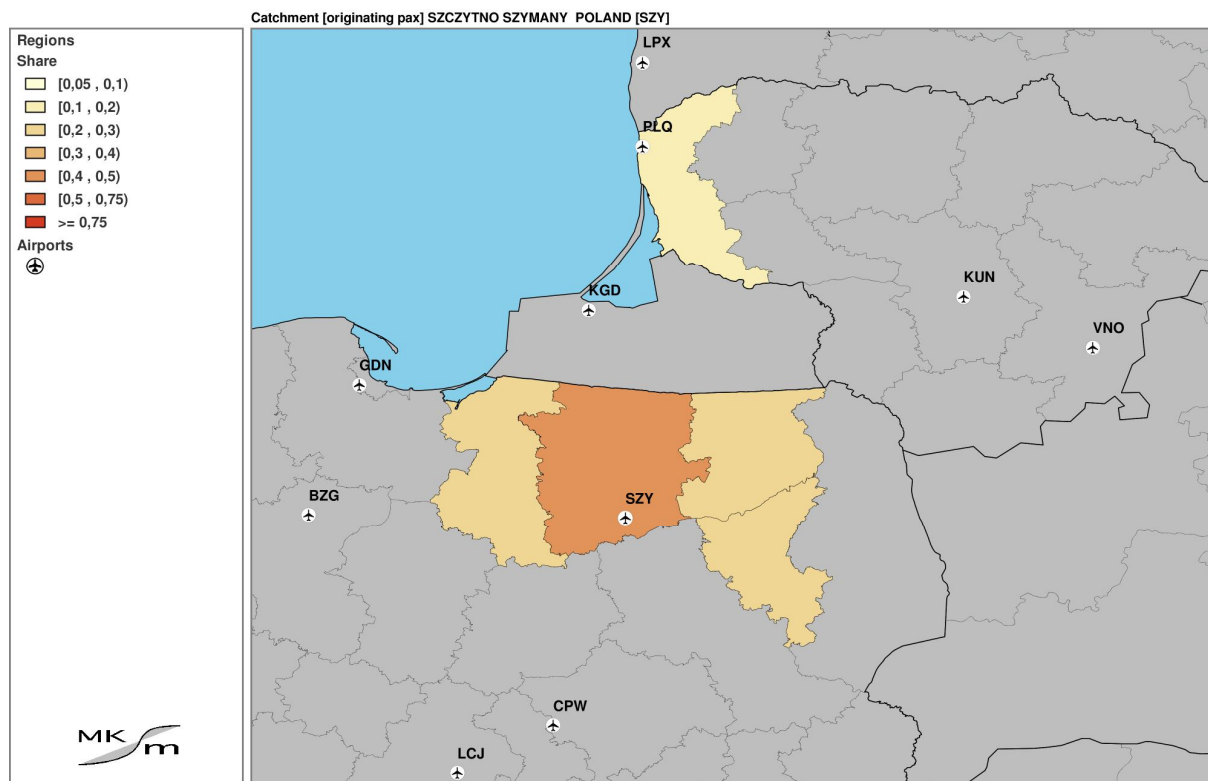 Catchment [originating pax] SZCZYTNO SZYMANY POLAND [SZY]
Regions
Share
[0,05 , 0,1)
[0,1 , 0,2)
[0,2 , 0,3)
[0,3 , 0,4)
[0,4 , 0,5)
[0,5 , 0,75)
>= 0,75
Airports
LPX
PLQ
KGD
KUN
VNO
GDN
BZG
SZY
CPW
LCJ
MK m